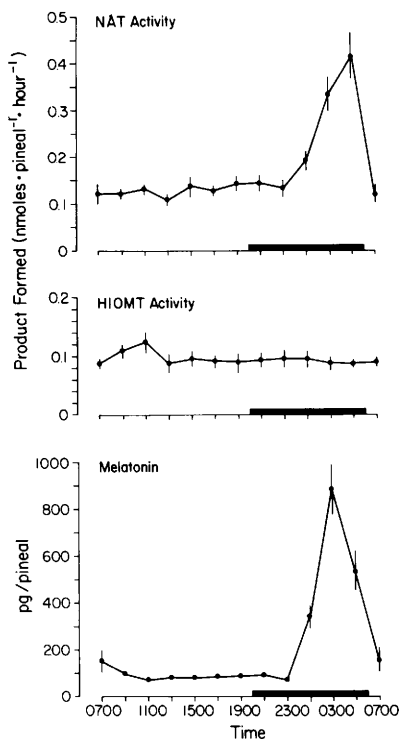 NAT Activity
0.5
0.4
0.3
0.2
0.1
0
Product Formed (nmoles·pineal⁻¹·hour⁻¹)
HIOMT Activity
0.2
0.1
0
Melatonin
1000
800
600
400
200
0
pg/pineal
0700 1100 1500 1900 2300 0300 0700
Time